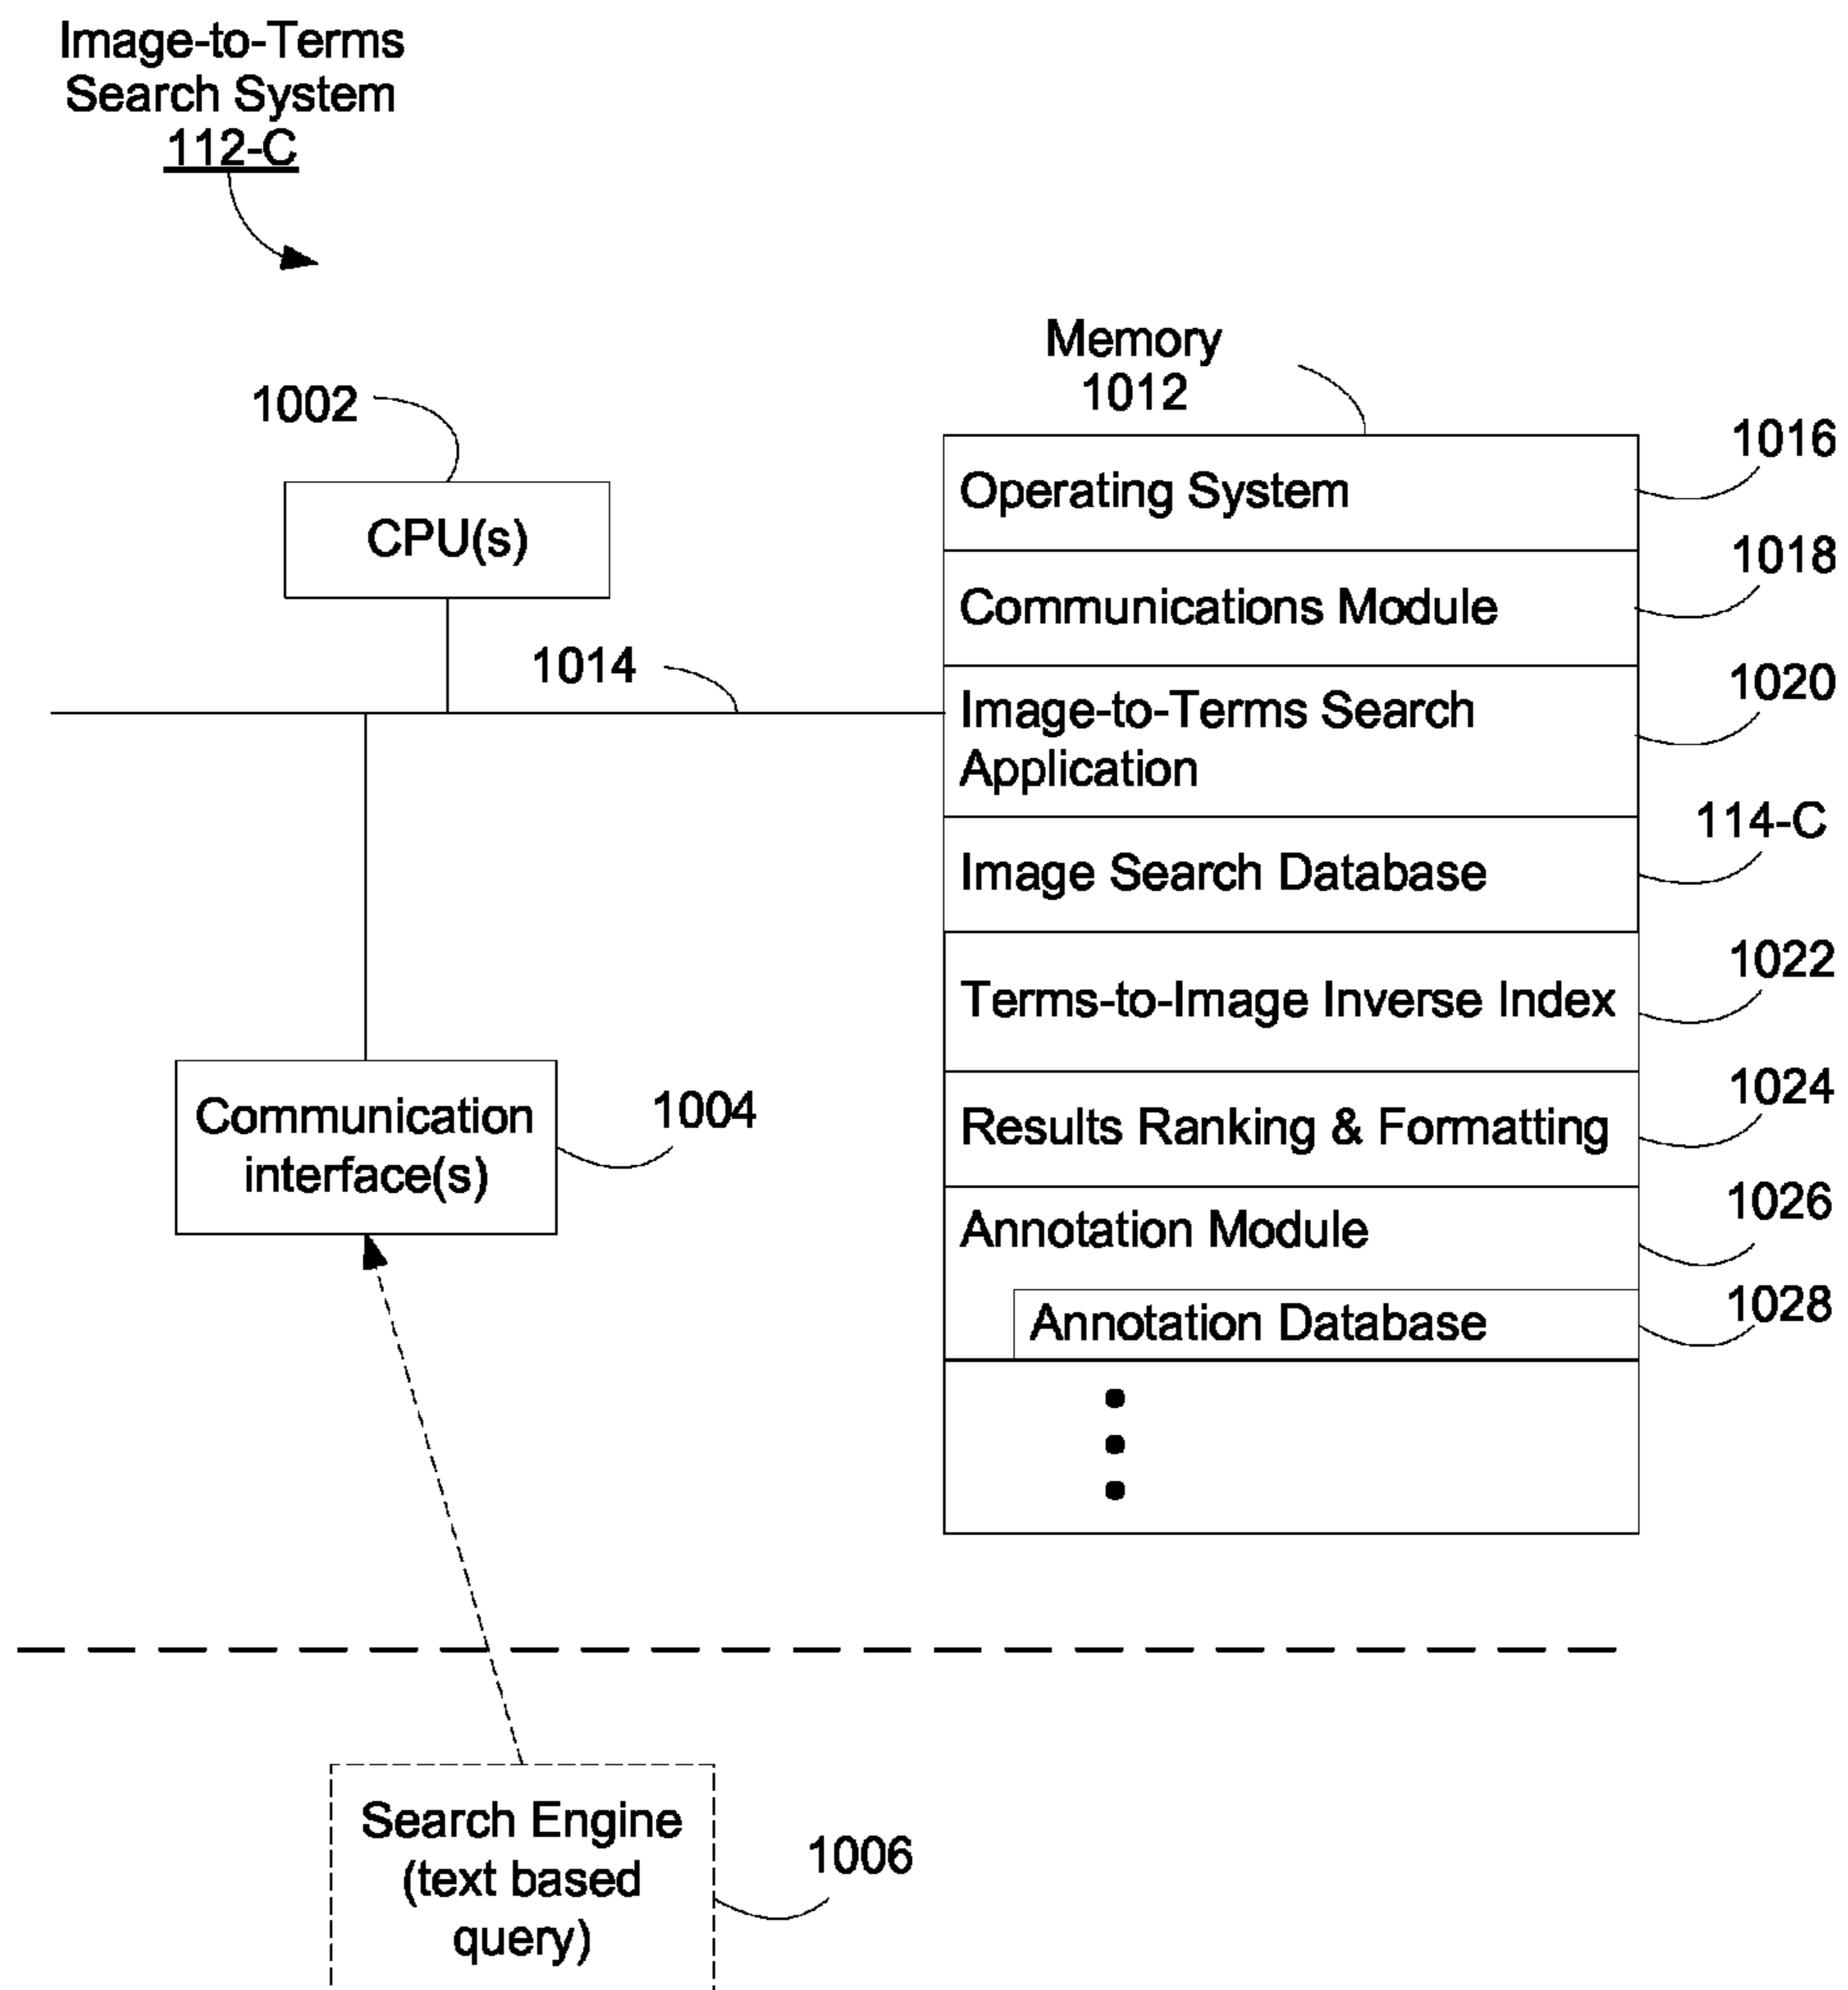 Image-to-Terms
Search System
112-C
Memory
1012
1002
1016
Operating System
CPU(s)
1018
Communications Module
1014
1020
Image-to-Terms Search
Application
114-C
Image Search Database
1022
Terms-to-Image Inverse Index
1024
Communication
interface(s)
1004
Results Ranking & Formatting
1026
Annotation Module
1028
Annotation Database
Search Engine
(text based
query)
1006